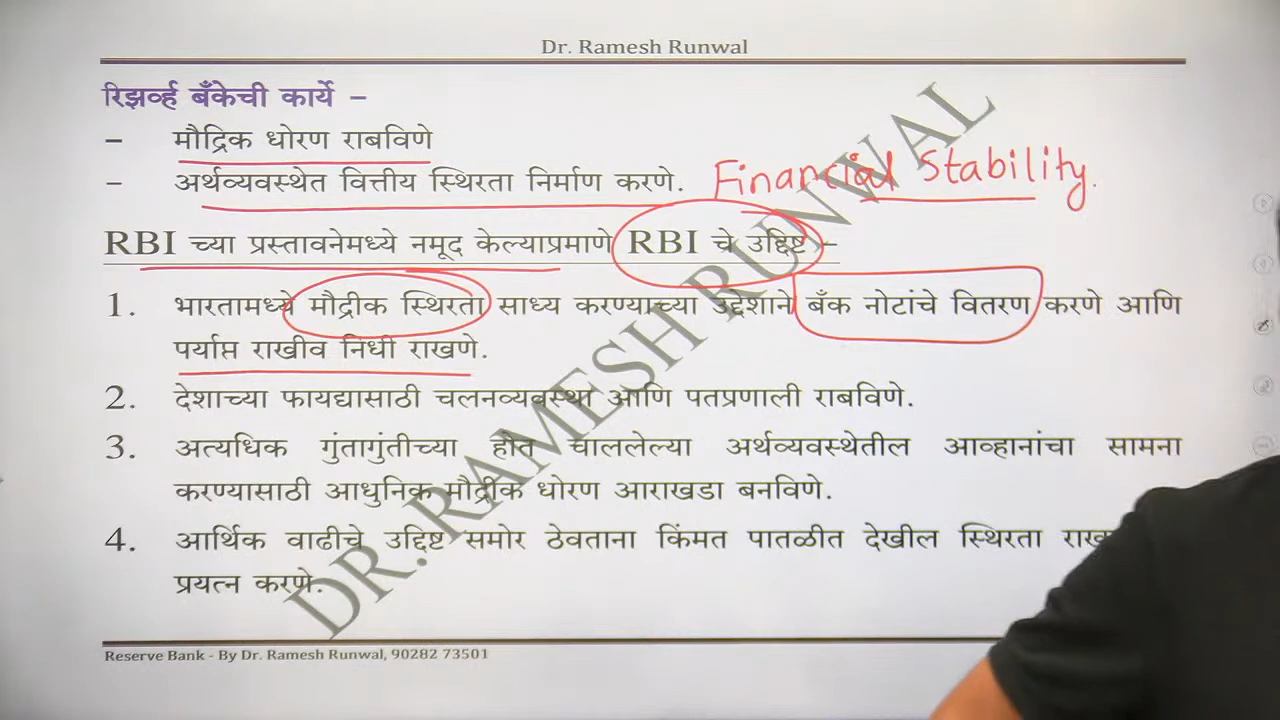 Dr. Ramesh Runwal
रिझर्व्ह बँकेची कार्ये –
– मौद्रिक धोरण राबविणे
– अर्थव्यवस्थेत वित्तीय स्थिरता निर्माण करणे. Financial Stability.
RBI च्या प्रस्तावनेमध्ये नमूद केल्याप्रमाणे RBI चे उद्दिष्ट –
1. भारतामध्ये मौद्रीक स्थिरता साध्य करण्याच्या उद्देशाने बँक नोटांचे वितरण करणे आणि
पर्याप्त राखीव निधी राखणे.
2. देशाच्या फायद्यासाठी चलनव्यवस्था आणि पतप्रणाली राबविणे.
3. अत्यधिक गुंतागुंतीच्या होत चाललेल्या अर्थव्यवस्थेतील आव्हानांचा सामना
करण्यासाठी आधुनिक मौद्रीक धोरण आराखडा बनविणे.
4. आर्थिक वाढीचे उद्दिष्ट समोर ठेवताना किंमत पातळीत देखील स्थिरता
प्रयत्न करणे.
DR. RAMESH RUNWAL
Reserve Bank - By Dr. Ramesh Runwal, 90282 73501